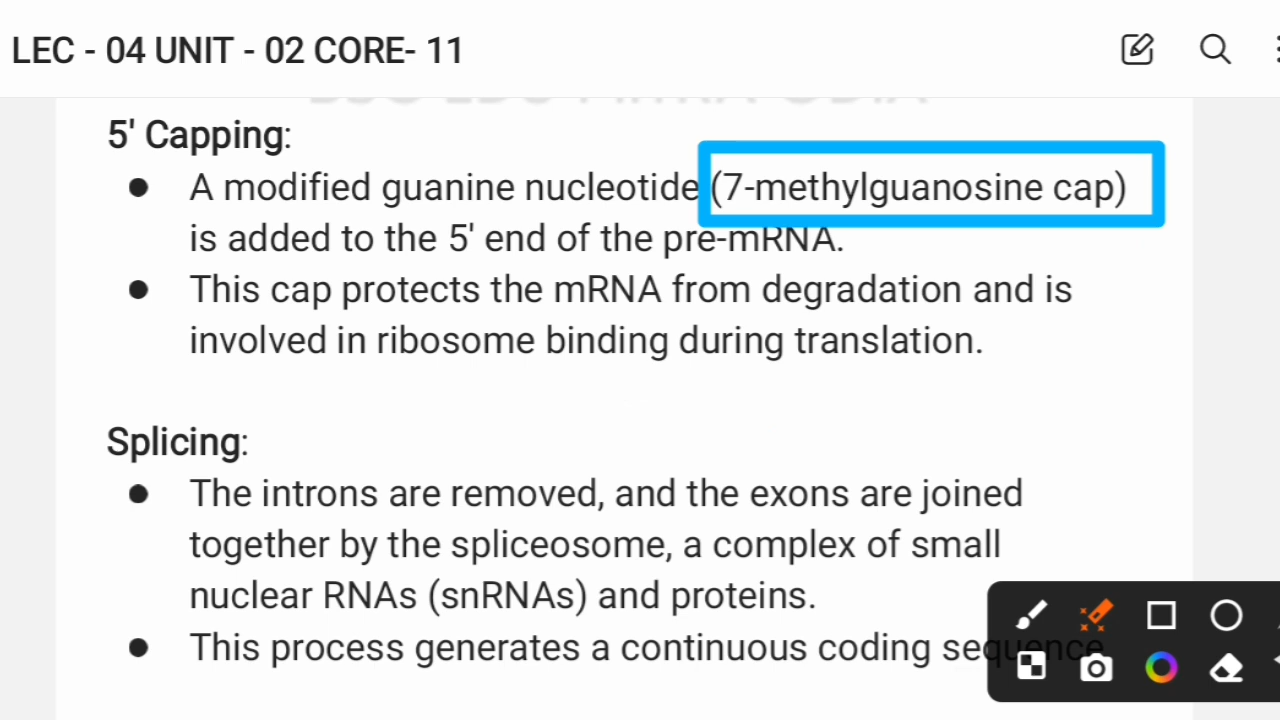 LEC - 04 UNIT - 02 CORE- 11
5' Capping:
● A modified guanine nucleotide (7-methylguanosine cap)
is added to the 5' end of the pre-mRNA.
● This cap protects the mRNA from degradation and is
involved in ribosome binding during translation.
Splicing:
● The introns are removed, and the exons are joined
together by the spliceosome, a complex of small
nuclear RNAs (snRNAs) and proteins.
● This process generates a continuous coding sequence